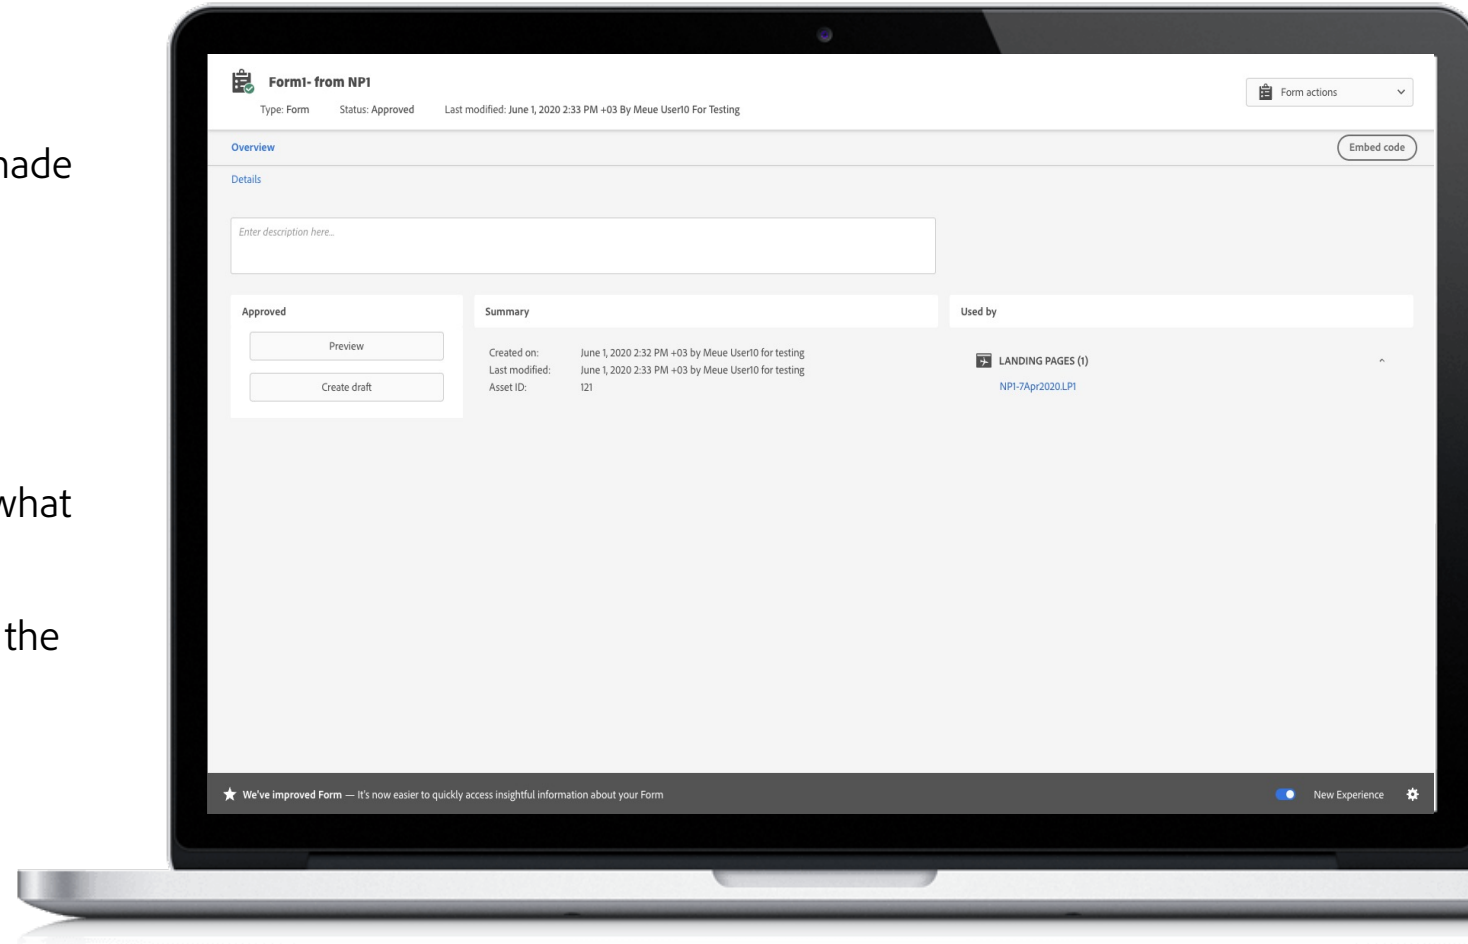 made
what
the
Form1- from NP1
Form actions
Type: Form Status: Approved Last modified: June 1, 2020 2:33 PM +03 By Meue User10 For Testing
Overview
Embed code
Details
Enter description here...
Approved
Summary
Used by
Preview
Create draft
Created on: June 1, 2020 2:32 PM +03 by Meue User10 for testing
Last modified: June 1, 2020 2:33 PM +03 by Meue User10 for testing
Asset ID: 121
LANDING PAGES (1)
NP1-7Apr2020.LP1
We've improved Form — It's now easier to quickly access insightful information about your Form
New Experience